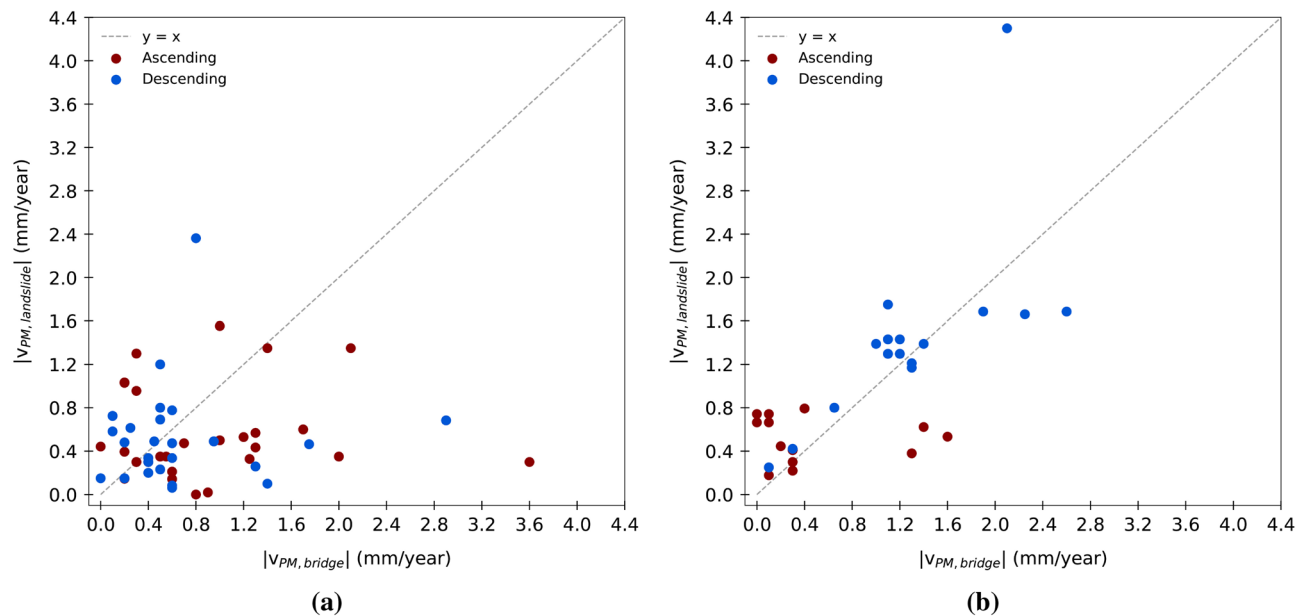 4.4
4.0
3.6
3.2
2.8
2.4
2.0
1.6
1.2
0.8
0.4
0.0
|v_PM, landslide| (mm/year)
y = x
Ascending
Descending
0.0 0.4 0.8 1.2 1.6 2.0 2.4 2.8 3.2 3.6 4.0 4.4
|v_PM, bridge| (mm/year)
(a)
4.4
4.0
3.6
3.2
2.8
2.4
2.0
1.6
1.2
0.8
0.4
0.0
|v_PM, landslide| (mm/year)
y = x
Ascending
Descending
0.0 0.4 0.8 1.2 1.6 2.0 2.4 2.8 3.2 3.6 4.0 4.4
|v_PM, bridge| (mm/year)
(b)